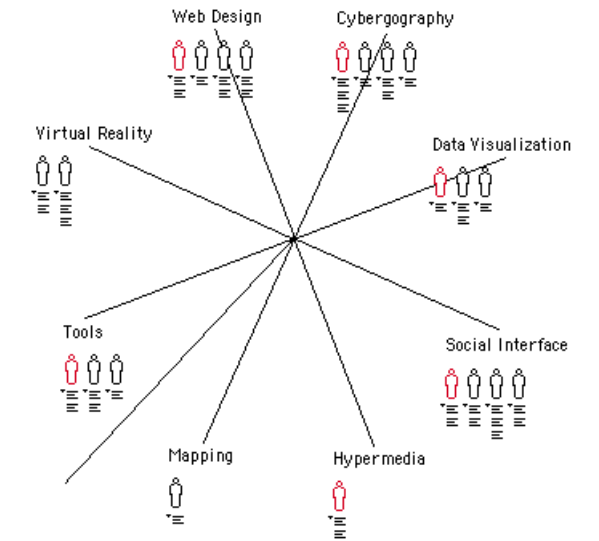 Web Design
Cybergography
Virtual Reality
Data Visualization
Tools
Social Interface
Mapping
Hypermedia